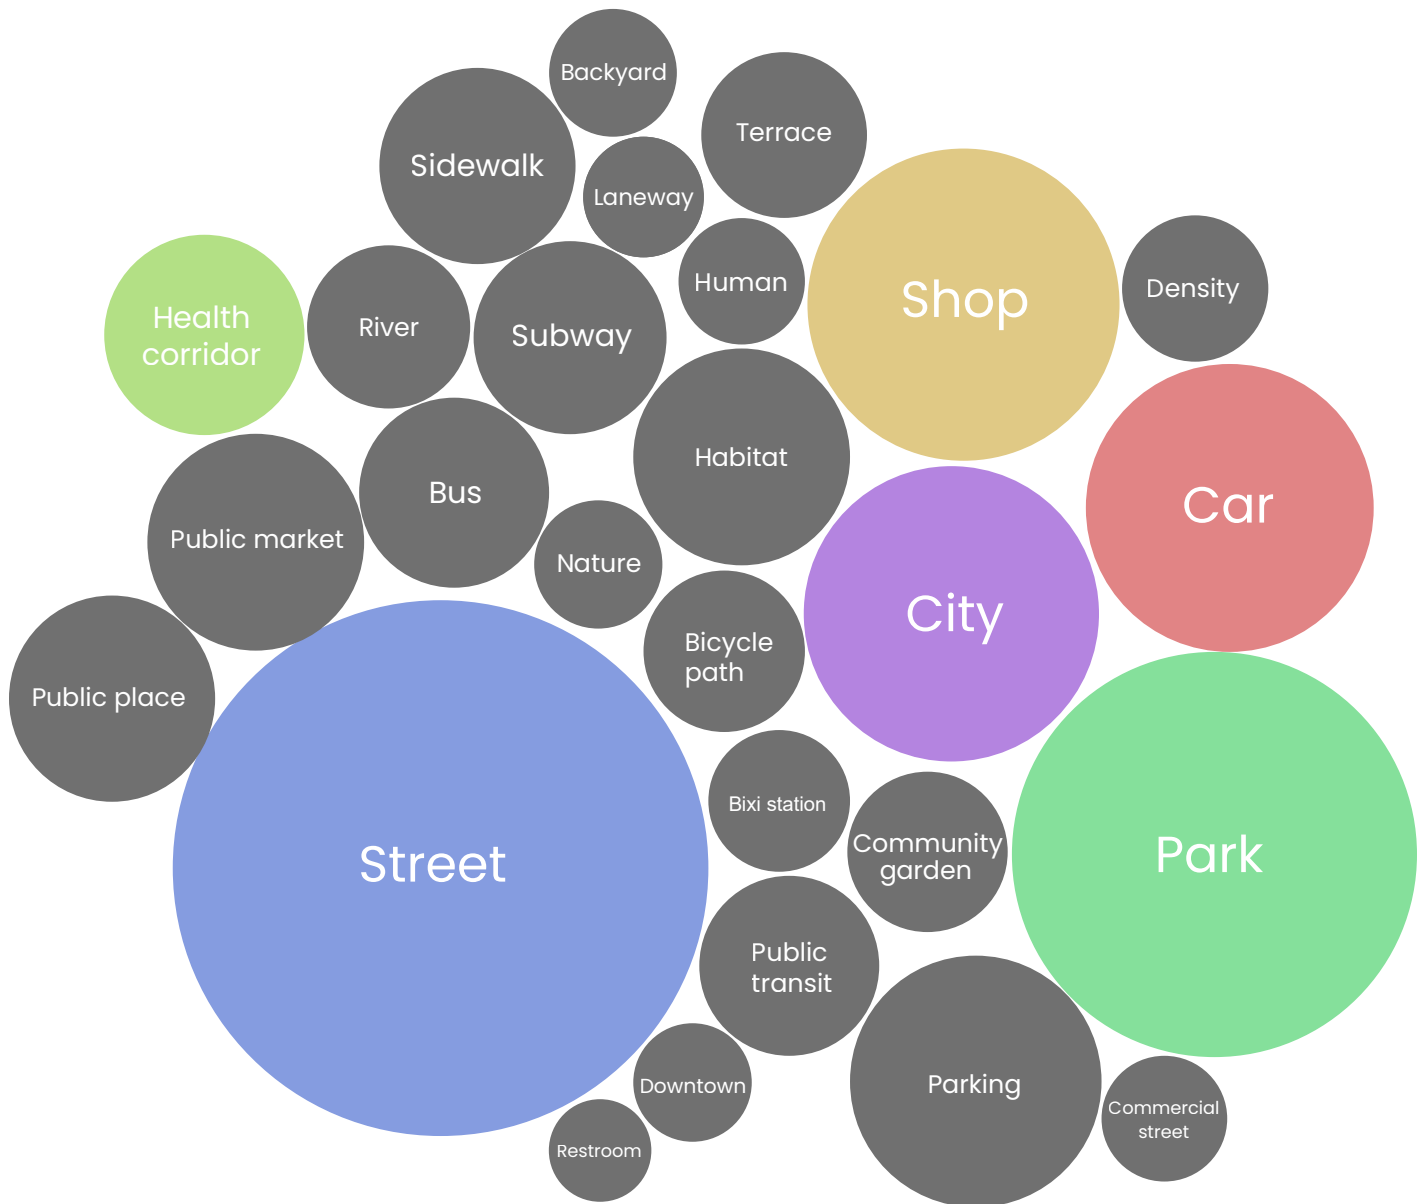 Backyard
Terrace
Sidewalk
Laneway
Human
Shop
Density
Health
corridor
River
Subway
Habitat
Car
Bus
Public market
Nature
City
Bicycle
path
Public place
Bixi station
Community
garden
Park
Street
Public
transit
Downtown
Parking
Commercial
street
Restroom